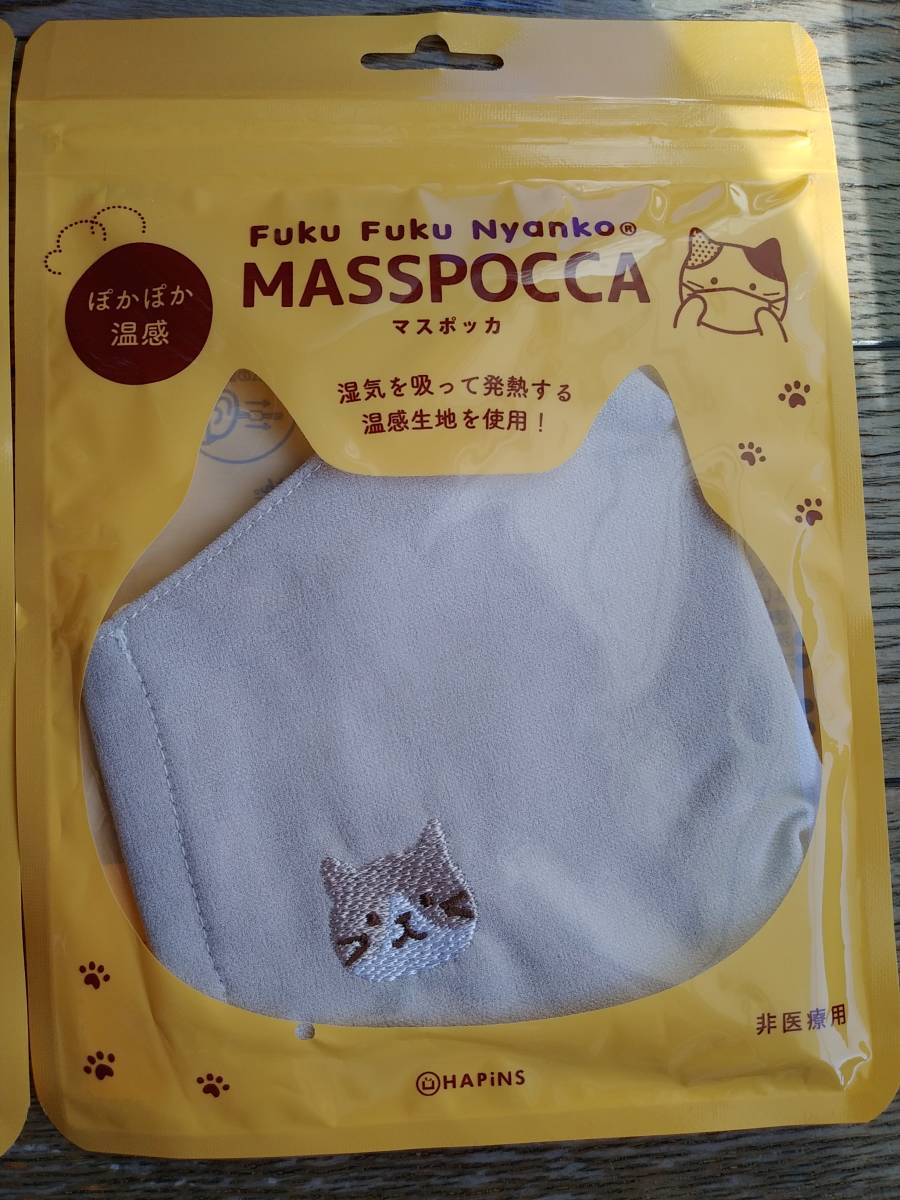 Fuku Fuku Nyanko®
MASSPOCCA
マスポッカ
ぽかぽか
温感
湿気を吸って発熱する
温感生地を使用！
非医療用
HAPiNS